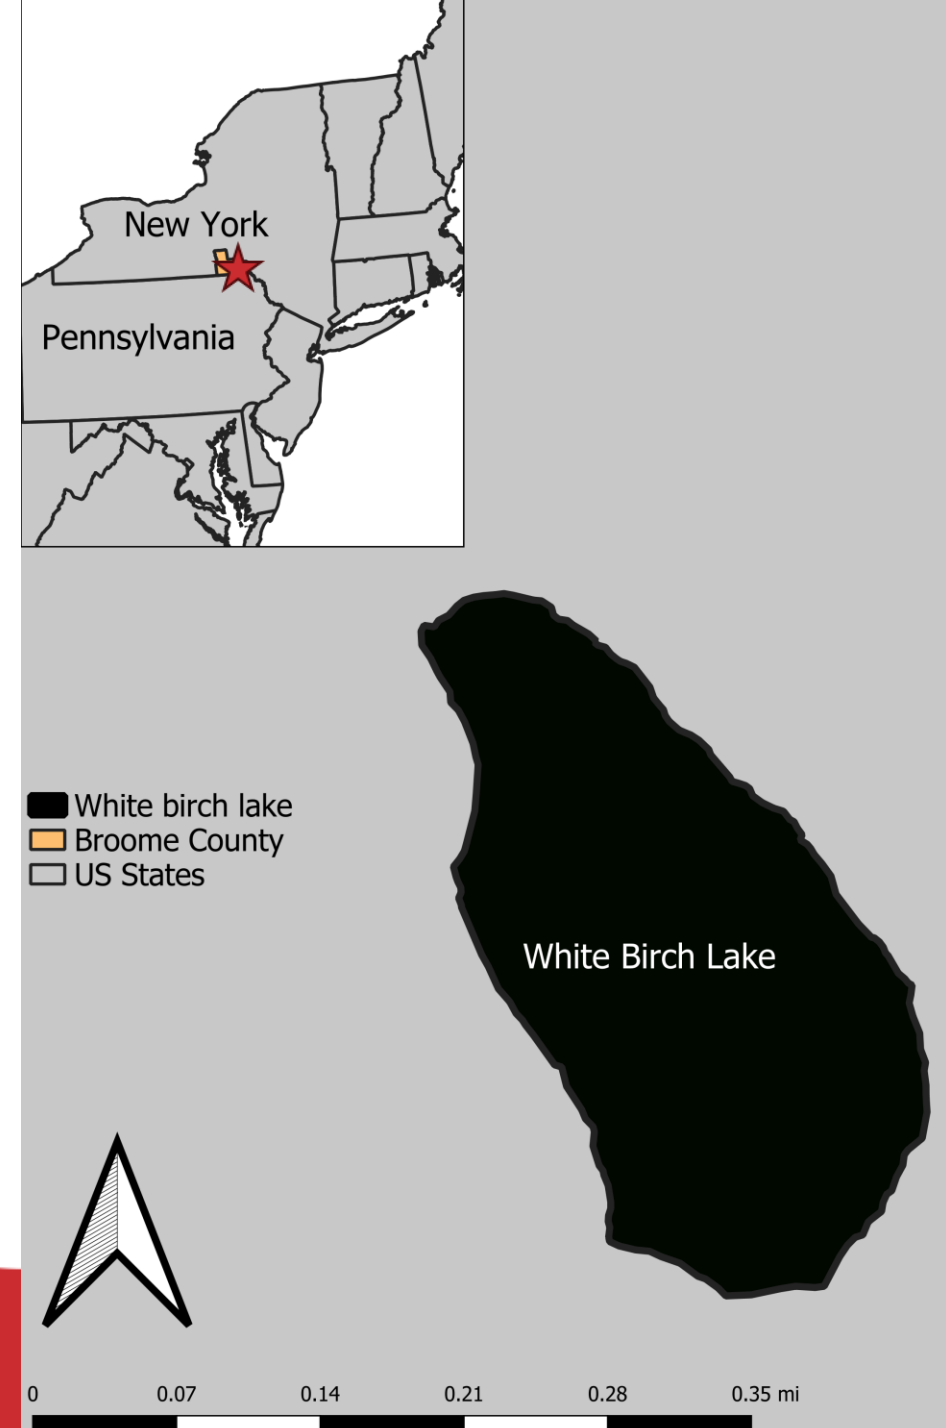 New York
Pennsylvania
White birch lake
Broome County
US States
White Birch Lake
0 0.07 0.14 0.21 0.28 0.35 mi